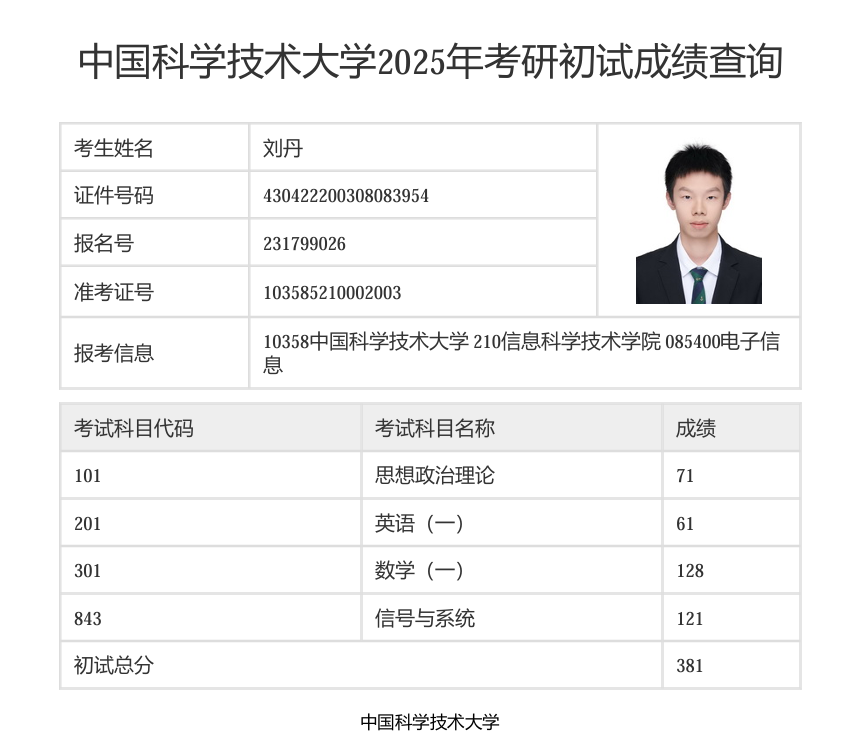 中国科学技术大学2025年考研初试成绩查询
考生姓名 刘丹
证件号码 430422200308083954
报名号 231799026
准考证号 103585210002003
报考信息 10358中国科学技术大学 210信息科学技术学院 085400电子信
息
考试科目代码 考试科目名称 成绩
101 思想政治理论 71
201 英语（一） 61
301 数学（一） 128
843 信号与系统 121
初试总分 381
中国科学技术大学